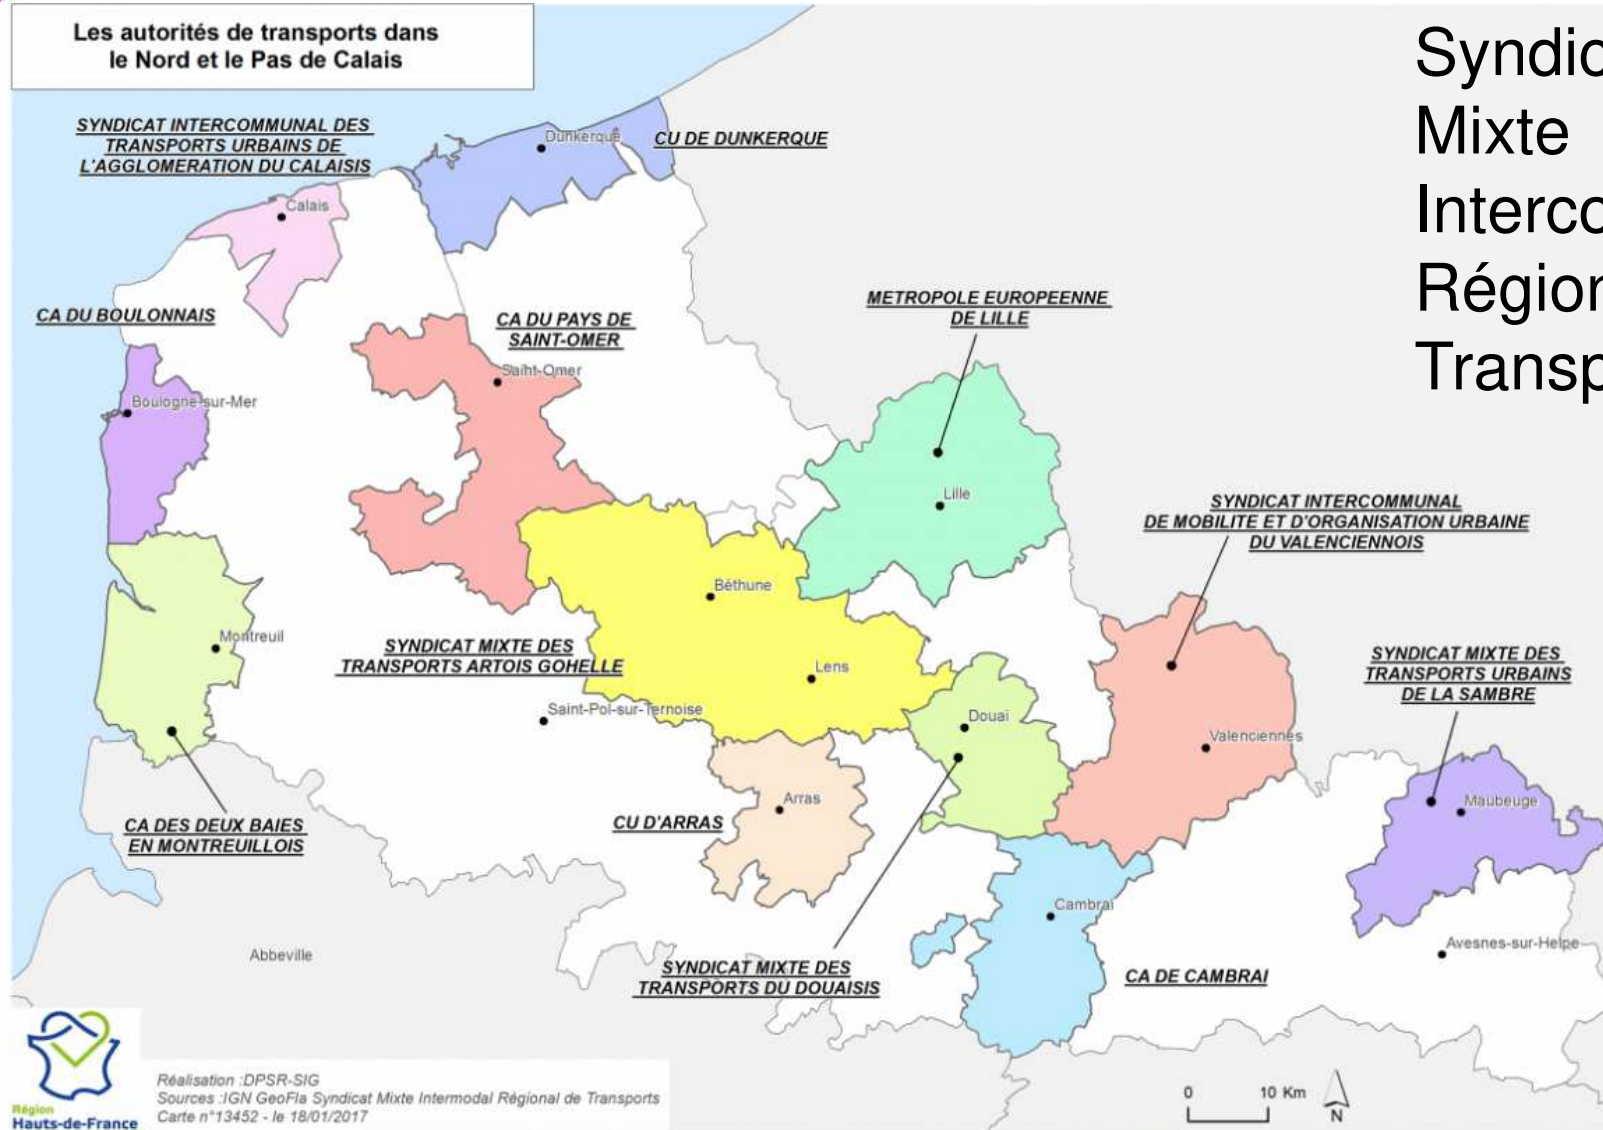 Les autorités de transports dans
le Nord et le Pas de Calais
Mixte
SYNDICAT INTERCOMMUNAL DES
TRANSPORTS URBAINS DE
L'AGGLOMERATION DU CALAISIS
Dunkerque
CU DE DUNKERQUE
Calais
CA DU BOULONNAIS
CA DU PAYS DE
SAINT-OMER
METROPOLE EUROPEENNE
DE LILLE
Saint-Omer
Boulogne-sur-Mer
Lille
SYNDICAT INTERCOMMUNAL
DE MOBILITE ET D'ORGANISATION URBAINE
DU VALENCIENNOIS
Béthune
Montreuil
SYNDICAT MIXTE DES
TRANSPORTS ARTOIS GOHELLE
Lens
SYNDICAT MIXTE DES
TRANSPORTS URBAINS
DE LA SAMBRE
Saint-Pol-sur-Ternoise
Douai
Valenciennes
Arras
Maubeuge
CA DES DEUX BAIES
EN MONTREUILLOIS
CU D'ARRAS
Cambrai
Abbeville
Avesnes-sur-Helpe
SYNDICAT MIXTE DES
TRANSPORTS DU DOUAISIS
CA DE CAMBRAI
Région
Hauts-de-France
Réalisation :DPSR-SIG
Sources :IGN GeoFla Syndicat Mixte Intermodal Régional de Transports
Carte n°13452 - le 18/01/2017
0 10 Km
N